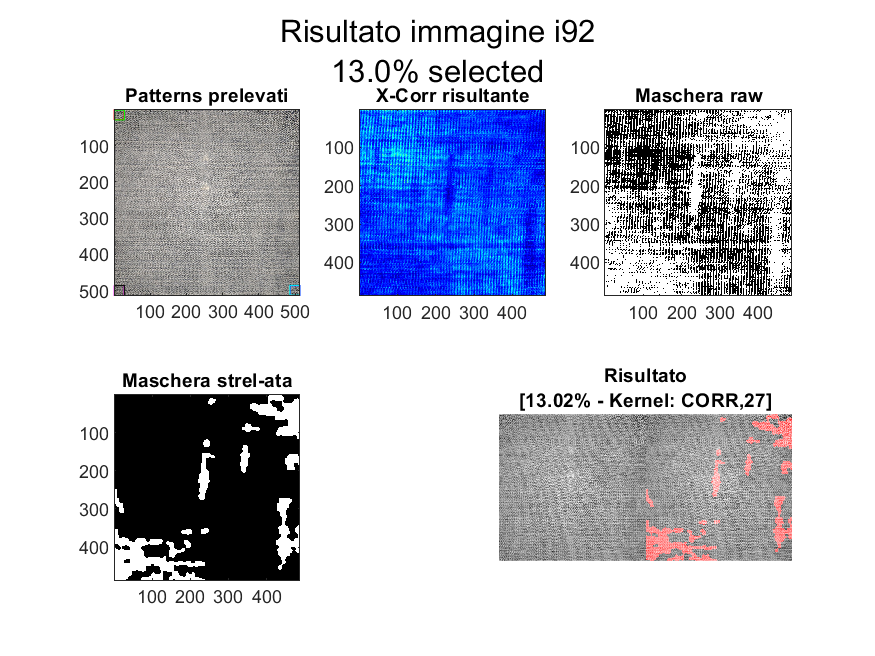 Risultato immagine i92
13.0% selected
Patterns prelevati
100
200
300
400
500
100 200 300 400 500
X-Corr risultante
100
200
300
400
100 200 300 400
Maschera raw
100
200
300
400
100 200 300 400
Maschera strel-ata
100
200
300
400
100 200 300 400
Risultato
[13.02% - Kernel: CORR,27]